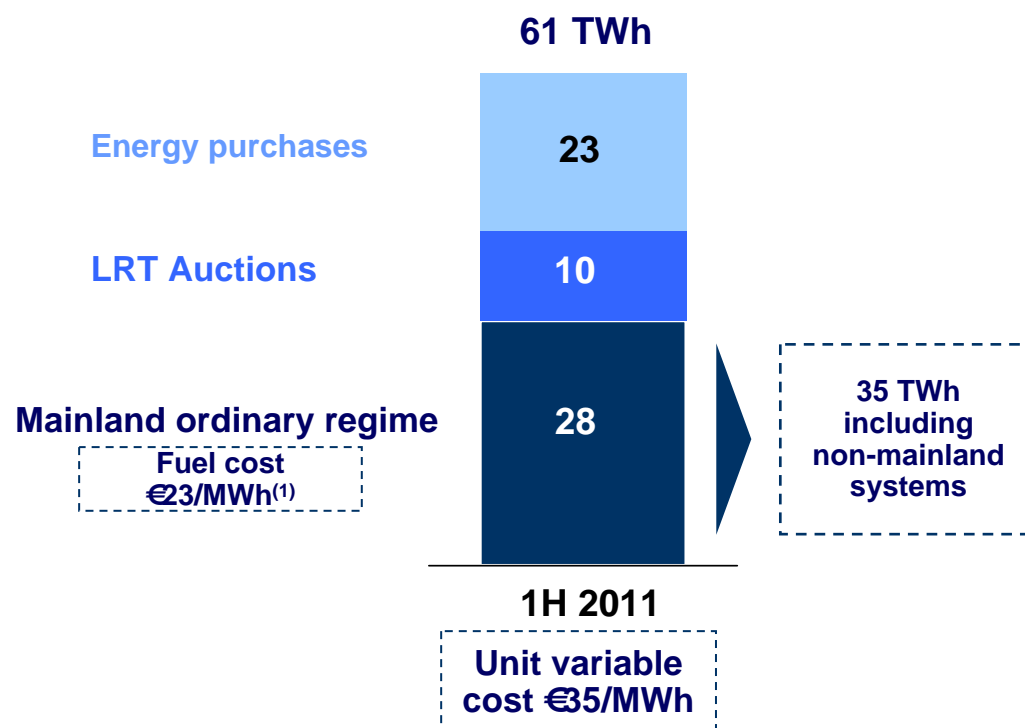 61 TWh
Energy purchases
23
LRT Auctions
10
Mainland ordinary regime
28
Fuel cost
€23/MWh(1)
35 TWh
including
non-mainland
systems
1H 2011
Unit variable
cost €35/MWh